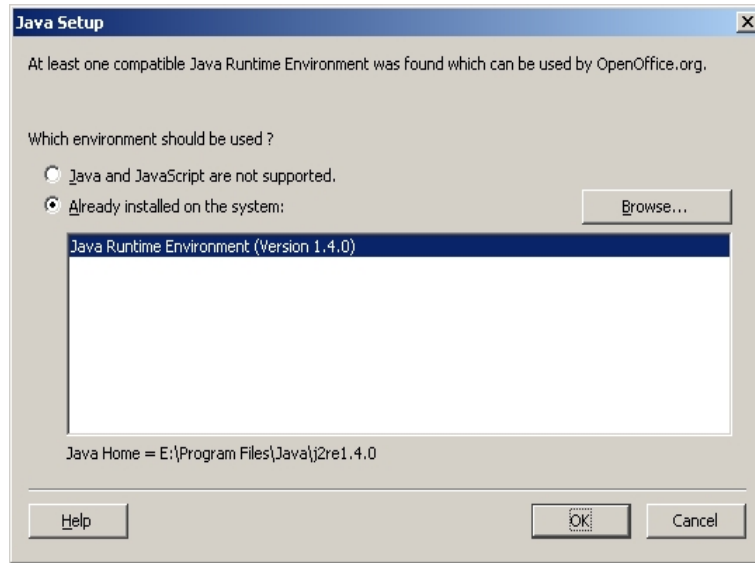 Java Setup
At least one compatible Java Runtime Environment was found which can be used by OpenOffice.org.
Which environment should be used ?
Java and JavaScript are not supported.
Already installed on the system:
Browse...
Java Runtime Environment (Version 1.4.0)
Java Home = E:\Program Files\Java\j2re1.4.0
Help
OK
Cancel